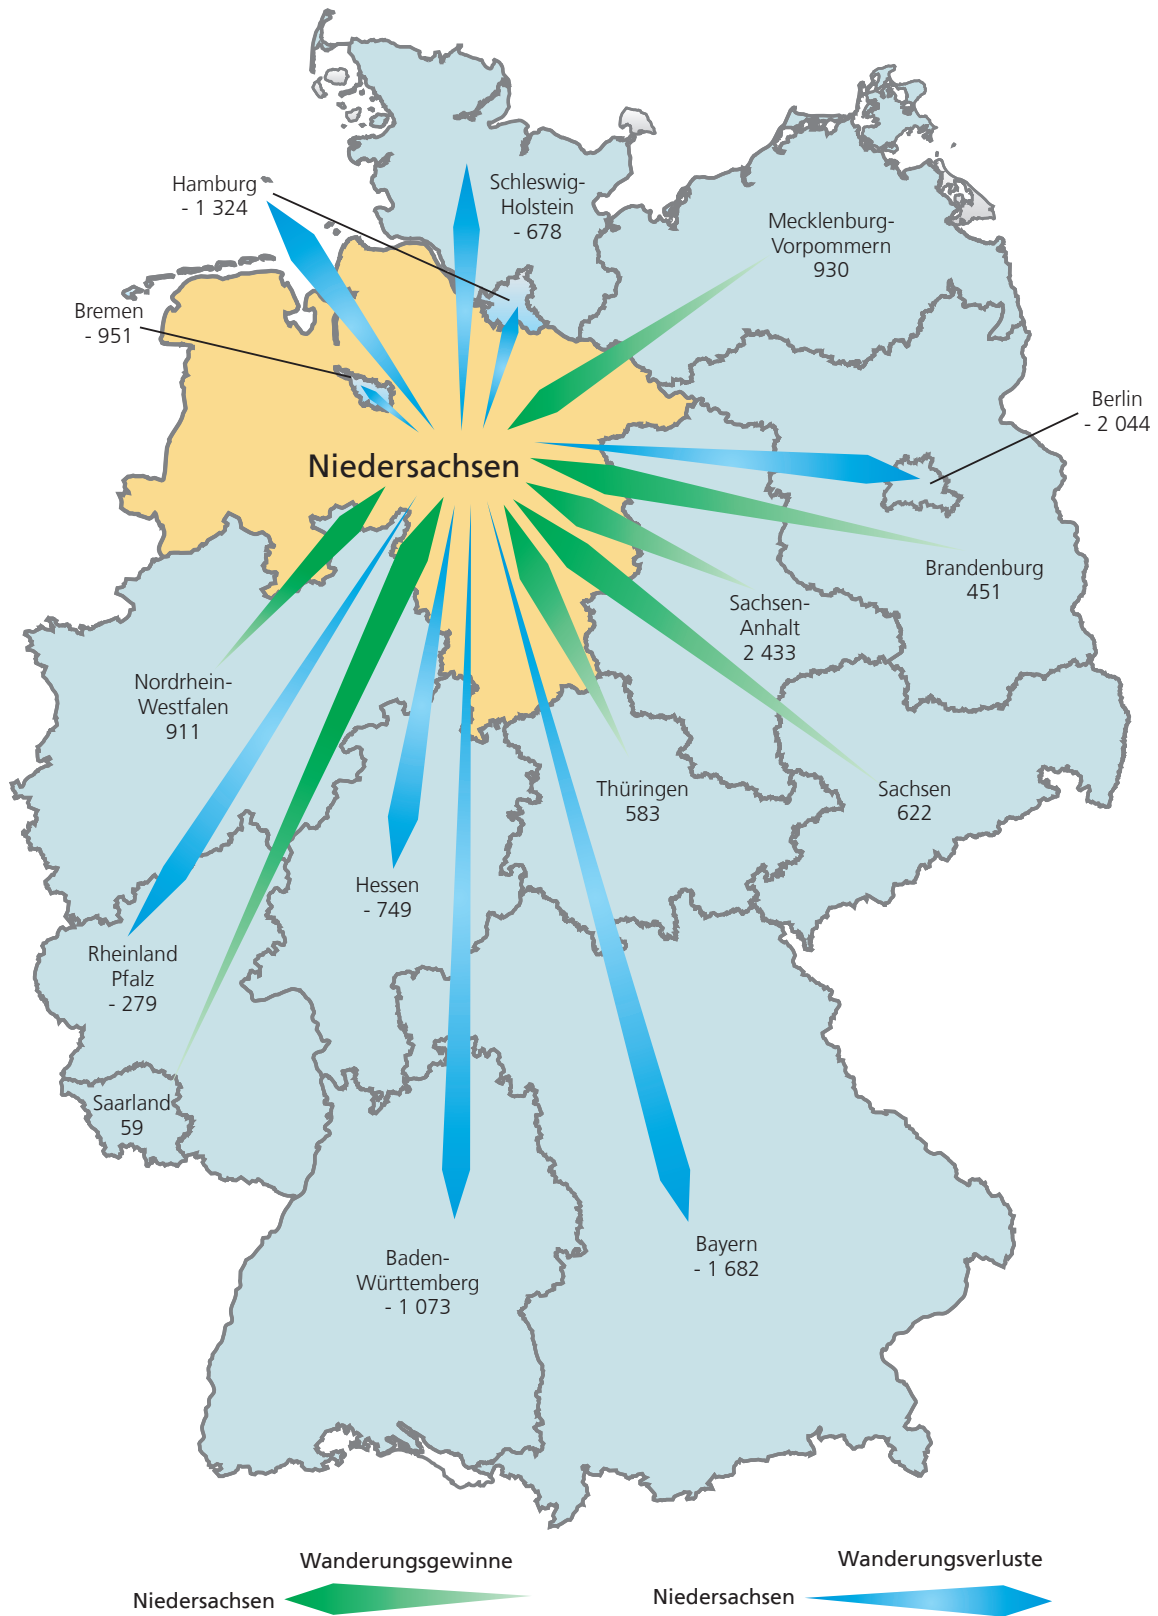 Hamburg
- 1 324
Schleswig-
Holstein
- 678
Mecklenburg-
Vorpommern
930
Bremen
- 951
Berlin
- 2 044
Niedersachsen
Brandenburg
451
Sachsen-
Anhalt
2 433
Nordrhein-
Westfalen
911
Thüringen
583
Sachsen
622
Hessen
- 749
Rheinland
Pfalz
- 279
Saarland
59
Baden-
Württemberg
- 1 073
Bayern
- 1 682
Wanderungsgewinne
Niedersachsen
Wanderungsverluste
Niedersachsen